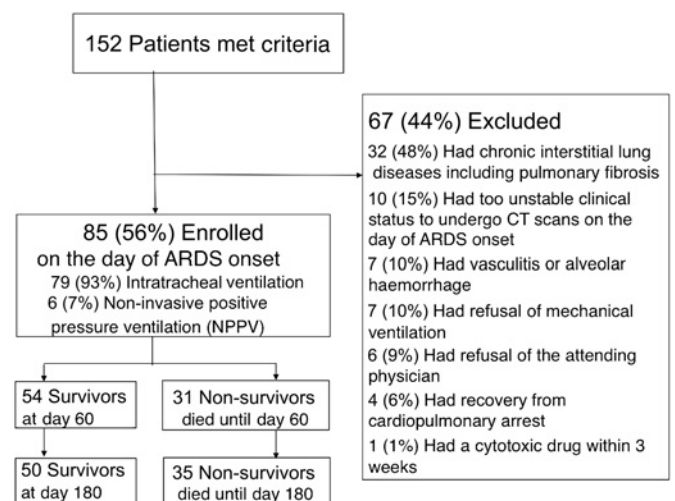 152 Patients met criteria
67 (44%) Excluded
32 (48%) Had chronic interstitial lung
diseases including pulmonary fibrosis
10 (15%) Had too unstable clinical
status to undergo CT scans on the
day of ARDS onset
7 (10%) Had vasculitis or alveolar
haemorrhage
7 (10%) Had refusal of mechanical
ventilation
6 (9%) Had refusal of the attending
physician
4 (6%) Had recovery from
cardiopulmonary arrest
1 (1%) Had a cytotoxic drug within 3
weeks
85 (56%) Enrolled
on the day of ARDS onset
79 (93%) Intratracheal ventilation
6 (7%) Non-invasive positive
pressure ventilation (NPPV)
54 Survivors
at day 60
31 Non-survivors
died until day 60
50 Survivors
at day 180
35 Non-survivors
died until day 180